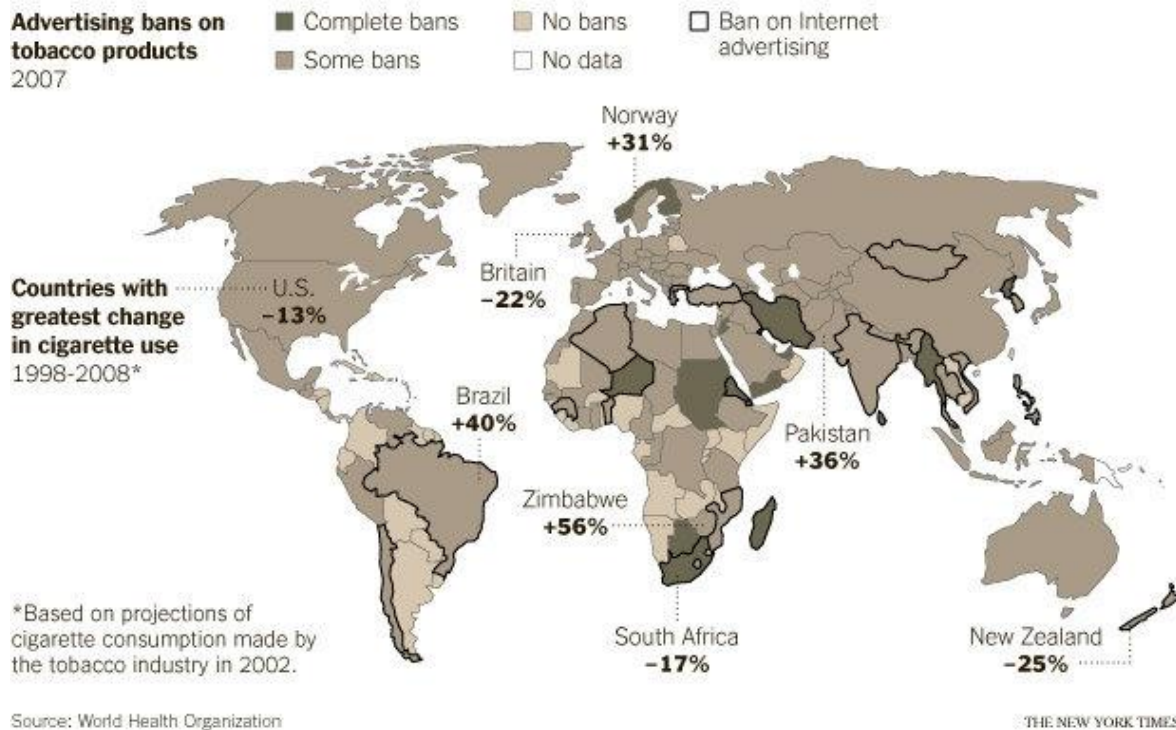 Advertising bans on
tobacco products
2007
Complete bans
Some bans
No bans
No data
Ban on Internet
advertising
Norway
+31%
Britain
–22%
Countries with
greatest change
in cigarette use
1998-2008*
U.S.
–13%
Brazil
+40%
Pakistan
+36%
Zimbabwe
+56%
South Africa
–17%
New Zealand
–25%
*Based on projections of
cigarette consumption made by
the tobacco industry in 2002.
Source: World Health Organization
THE NEW YORK TIMES